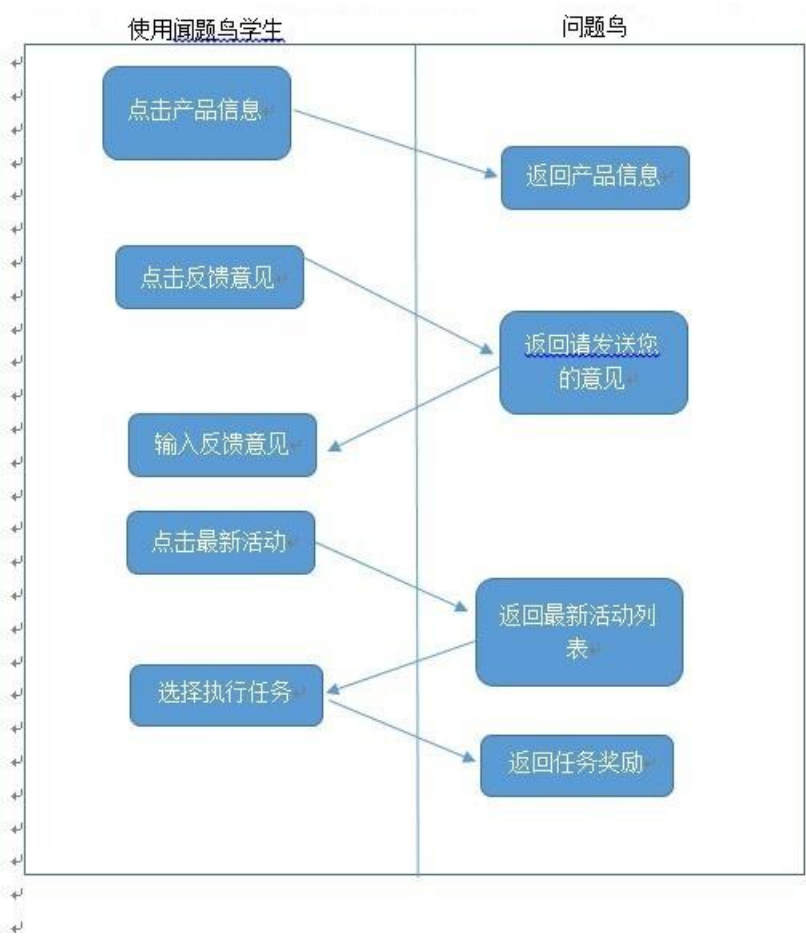 使用闻题鸟学生
问题鸟
点击产品信息
返回产品信息
点击反馈意见
返回请发送您
的意见
输入反馈意见
点击最新活动
返回最新活动列
表
选择执行任务
返回任务奖励